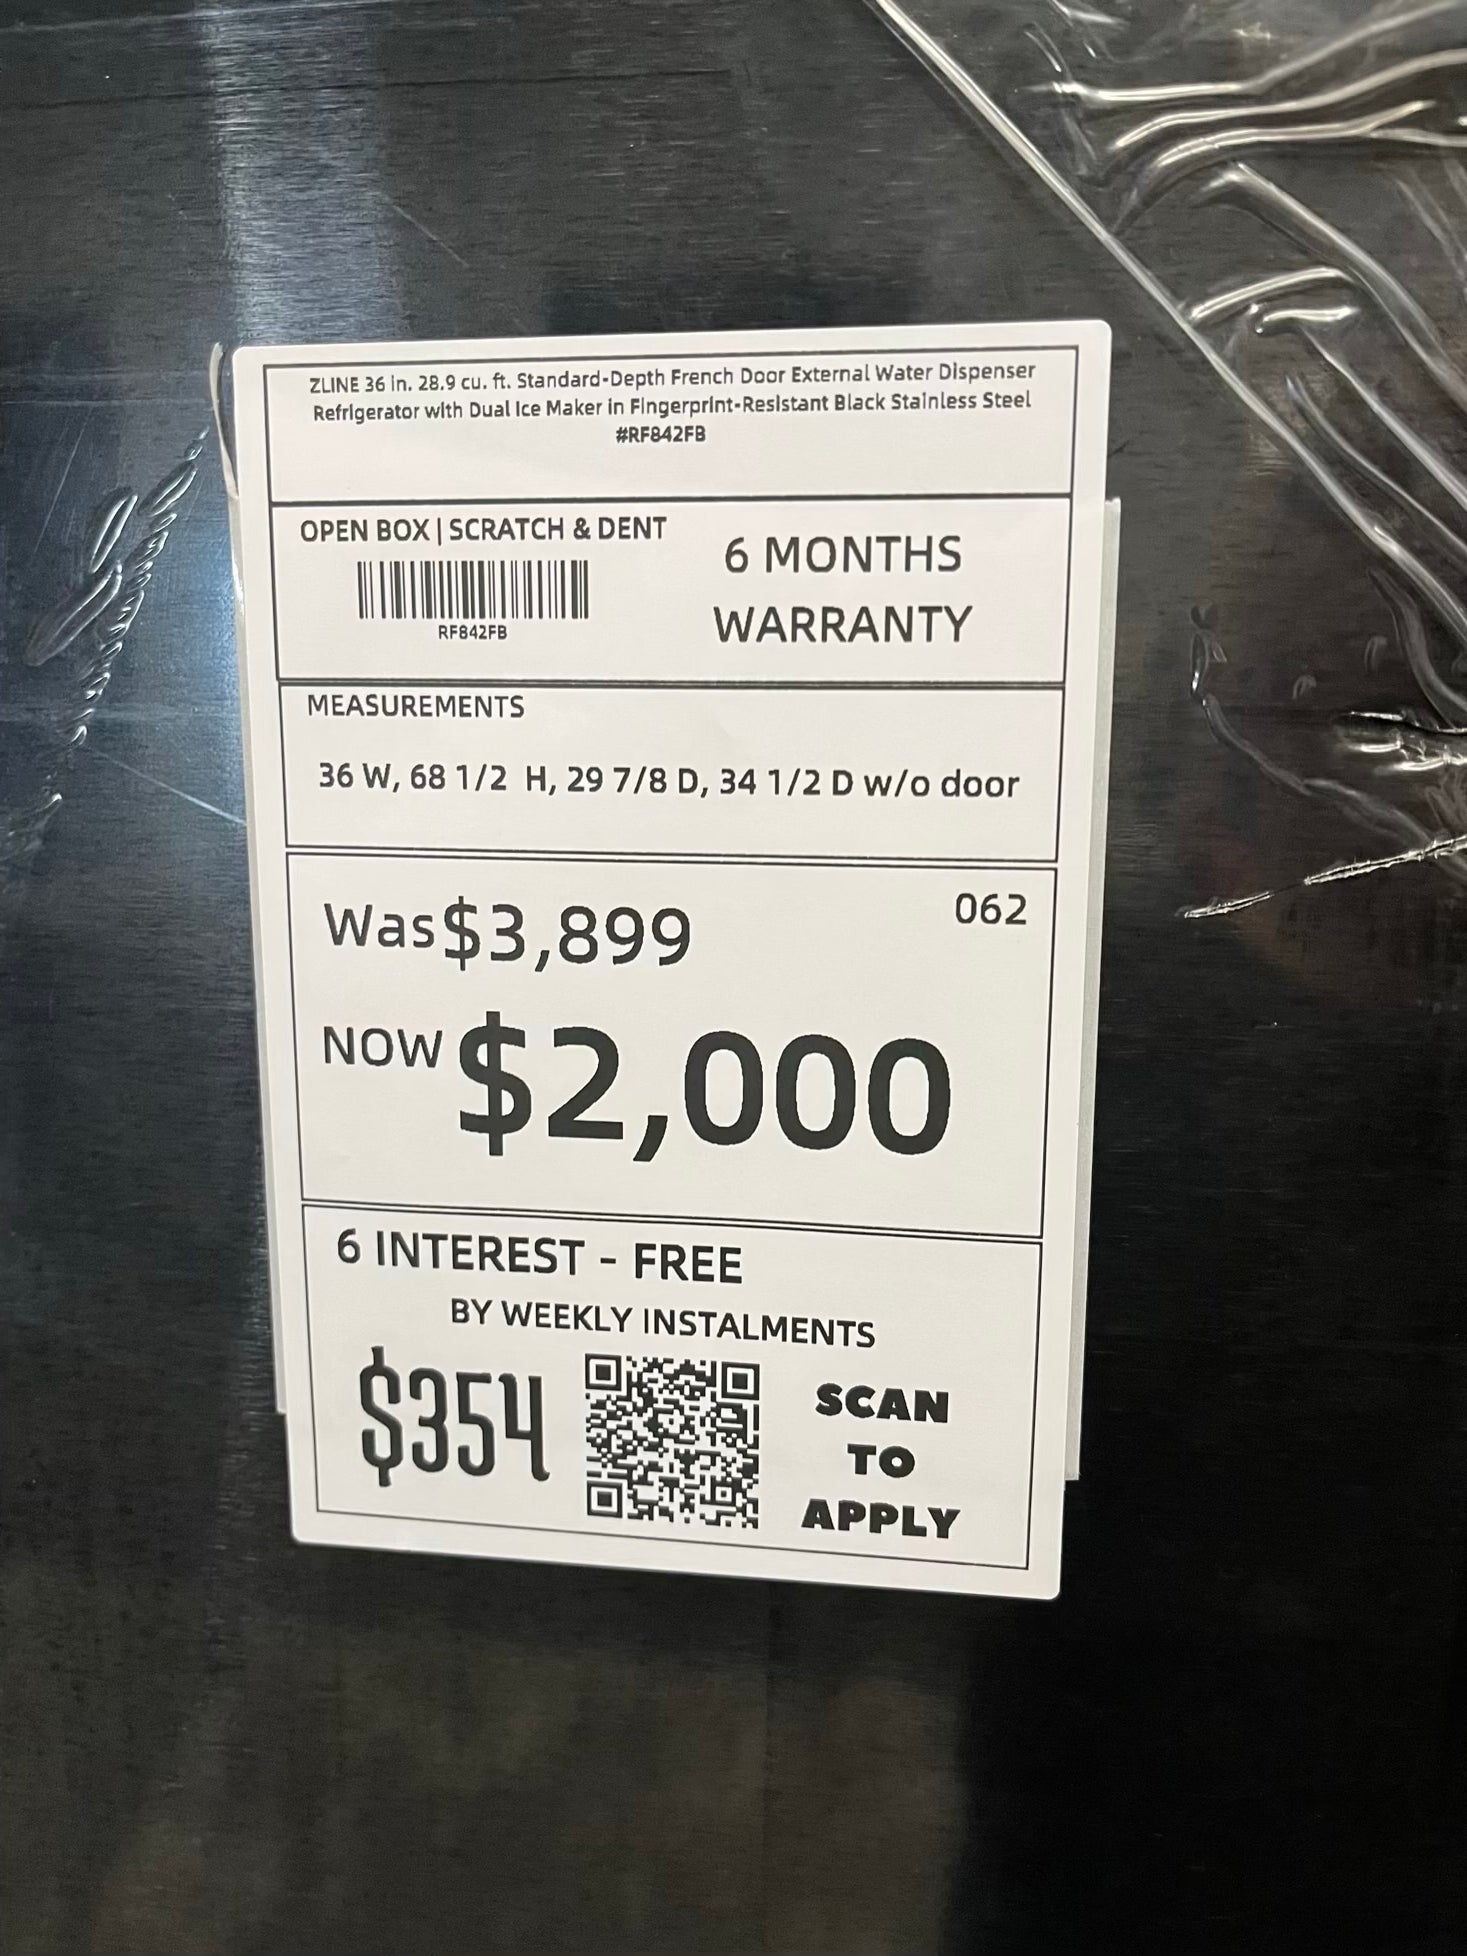 ZLINE 36 in. 28.9 cu. ft. Standard-Depth French Door External Water Dispenser
Refrigerator with Dual Ice Maker in Fingerprint-Resistant Black Stainless Steel
#RF842FB
OPEN BOX | SCRATCH & DENT
RF842FB
6 MONTHS
WARRANTY
MEASUREMENTS
36 W, 68 1/2 H, 29 7/8 D, 34 1/2 D w/o door
Was $3,899
062
NOW $2,000
6 INTEREST - FREE
BY WEEKLY INSTALMENTS
$354
SCAN
TO
APPLY